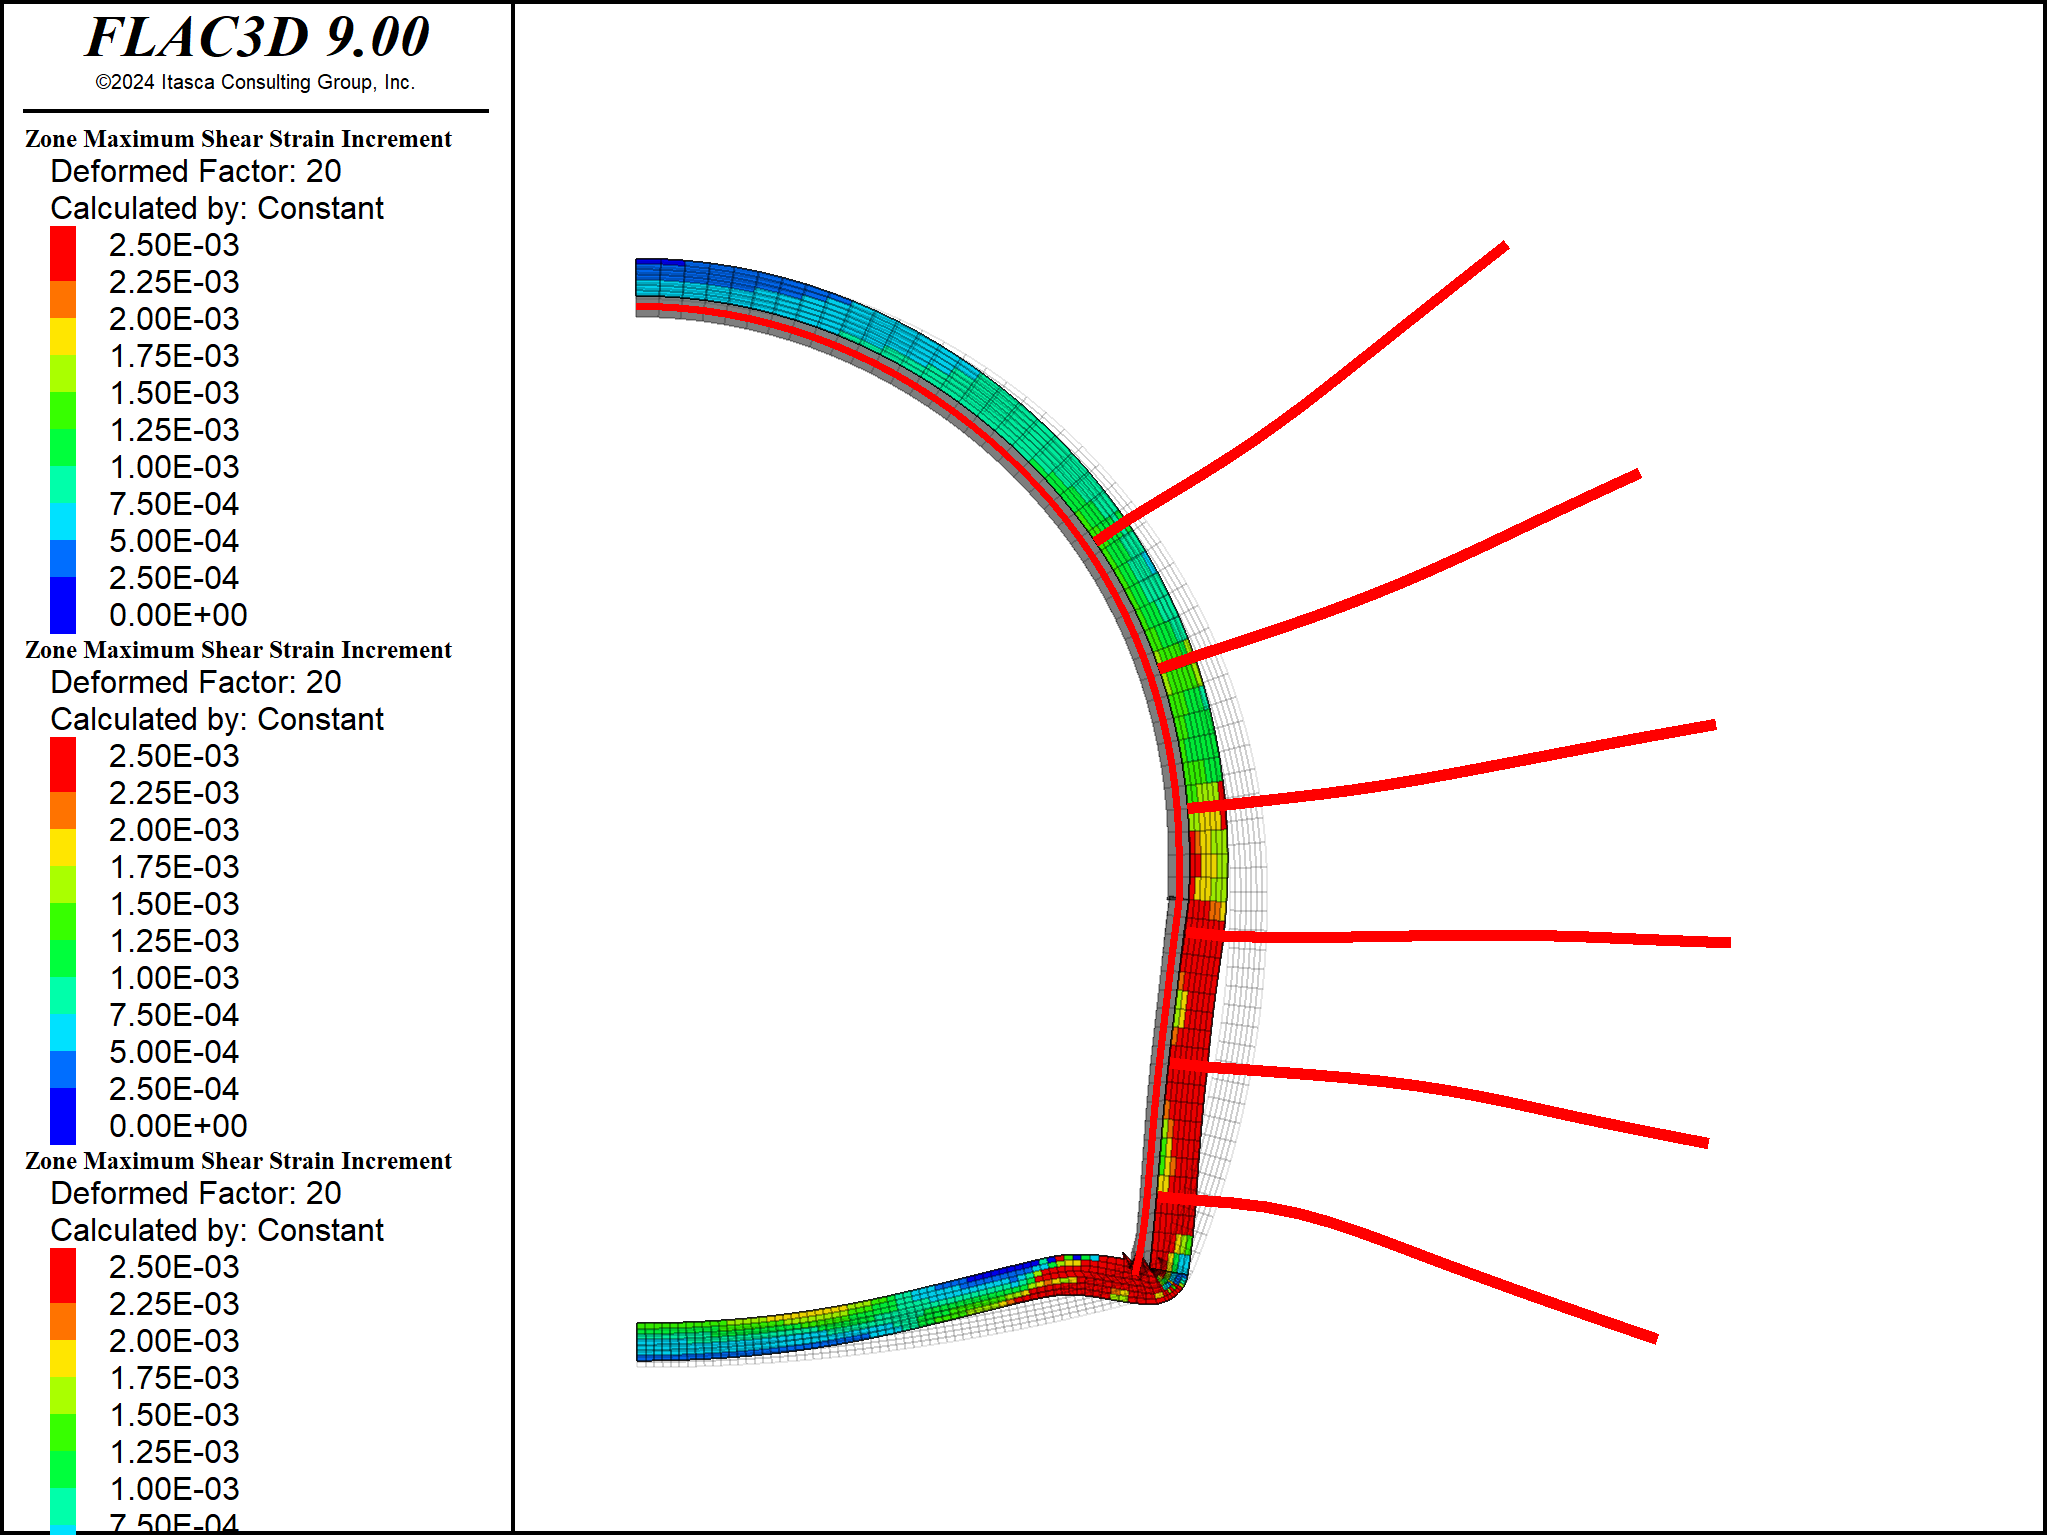 FLAC3D 9.00
©2024 Itasca Consulting Group, Inc.
Zone Maximum Shear Strain Increment
Deformed Factor: 20
Calculated by: Constant
2.50E-03
2.25E-03
2.00E-03
1.75E-03
1.50E-03
1.25E-03
1.00E-03
7.50E-04
5.00E-04
2.50E-04
0.00E+00
Zone Maximum Shear Strain Increment
Deformed Factor: 20
Calculated by: Constant
2.50E-03
2.25E-03
2.00E-03
1.75E-03
1.50E-03
1.25E-03
1.00E-03
7.50E-04
5.00E-04
2.50E-04
0.00E+00
Zone Maximum Shear Strain Increment
Deformed Factor: 20
Calculated by: Constant
2.50E-03
2.25E-03
2.00E-03
1.75E-03
1.50E-03
1.25E-03
1.00E-03
7.50E-04